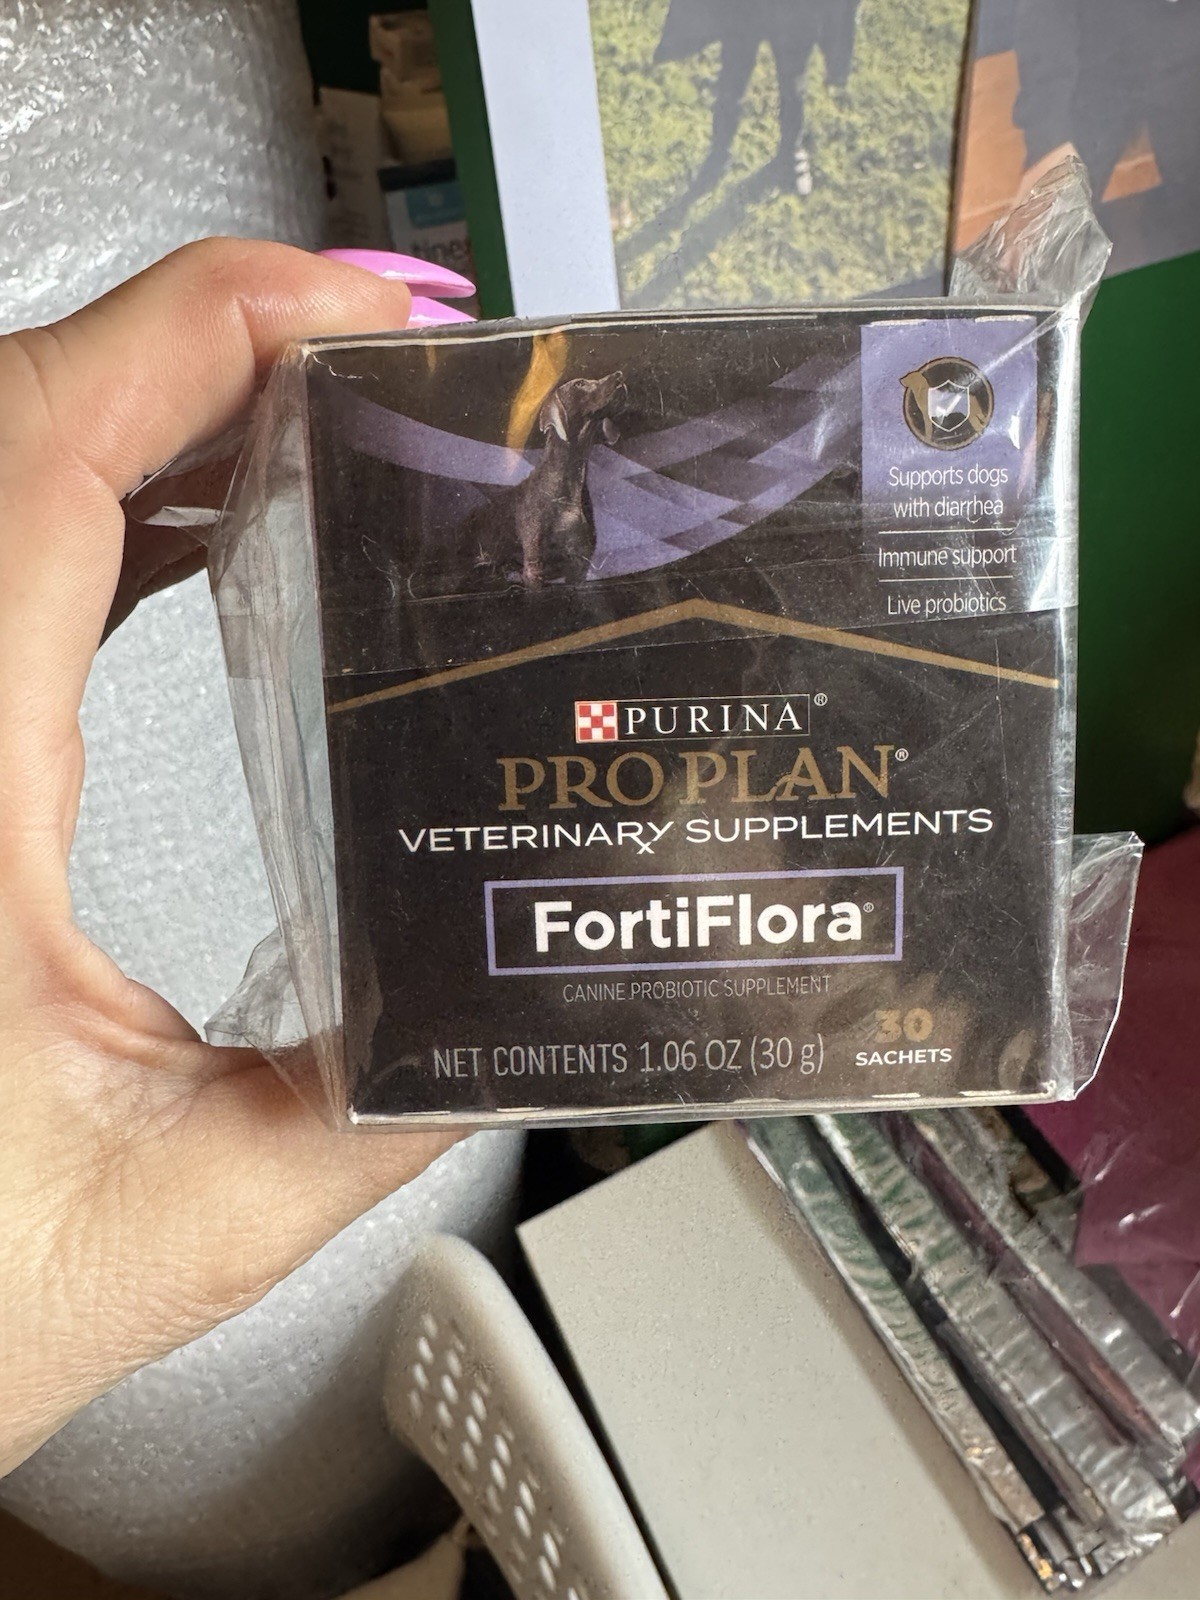 Supports dogs
with diarrhea
Immune support
Live probiotics
PURINA®
PRO PLAN®
VETERINARY SUPPLEMENTS
FortiFlora®
CANINE PROBIOTIC SUPPLEMENT
NET CONTENTS 1.06 OZ (30 g)
30
SACHETS